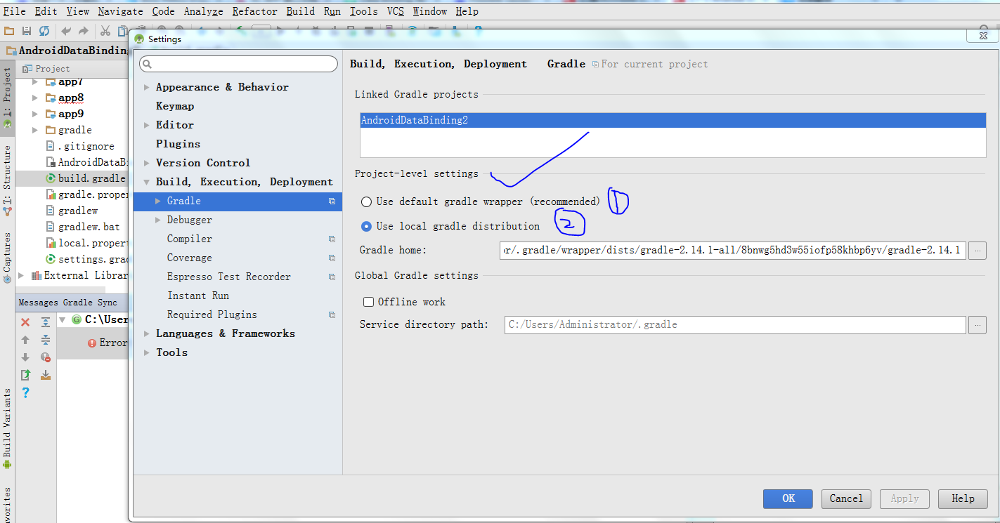 File Edit View Navigate Code Analyze Refactor Build Run Tools VCS Window Help
Settings
AndroidDataBinding
Project
app7
app8
app9
gradle
.gitignore
AndroidDataBi
build.gradle
gradle.proper
gradlew
gradlew.bat
local.propert
settings.grad
External Librar
Messages Gradle Sync
C:\User
Error
1: Project
7: Structure
Captures
Build Variants
avorites
Appearance & Behavior
Keymap
Editor
Plugins
Version Control
Build, Execution, Deployment
Gradle
Debugger
Compiler
Coverage
Espresso Test Recorder
Instant Run
Required Plugins
Languages & Frameworks
Tools
Build, Execution, Deployment Gradle For current project
Linked Gradle projects
AndroidDataBinding2
Project-level settings
Use default gradle wrapper (recommended) 1
Use local gradle distribution 2
Gradle home: or/.gradle/wrapper/dists/gradle-2.14.1-all/8bnwg5hd3w55iofp58khbp6yv/gradle-2.14.1 ...
Global Gradle settings
Offline work
Service directory path: C:/Users/Administrator/.gradle ...
OK Cancel Apply Help